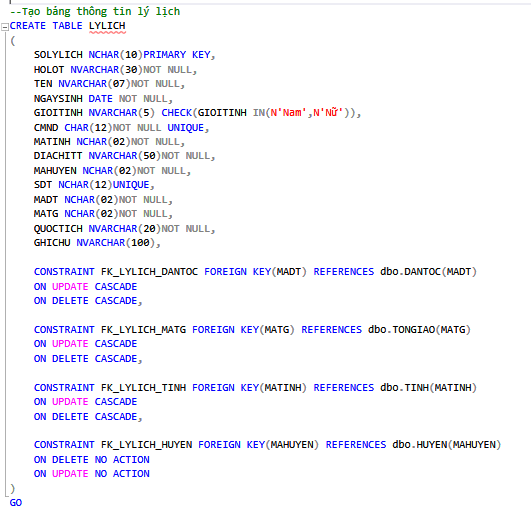 --Tạo bảng thông tin lý lịch
CREATE TABLE LYLICH
(
SOLYLICH NCHAR(10)PRIMARY KEY,
HOLOT NVARCHAR(30)NOT NULL,
TEN NVARCHAR(07)NOT NULL,
NGAYSINH DATE NOT NULL,
GIOITINH NVARCHAR(5) CHECK(GIOITINH IN(N'Nam',N'Nữ')),
CMND CHAR(12)NOT NULL UNIQUE,
MATINH NCHAR(02)NOT NULL,
DIACHITT NVARCHAR(50)NOT NULL,
MAHUYEN NCHAR(02)NOT NULL,
SDT NCHAR(12)UNIQUE,
MADT NCHAR(02)NOT NULL,
MATG NCHAR(02)NOT NULL,
QUOCTICH NVARCHAR(20)NOT NULL,
GHICHU NVARCHAR(100),
CONSTRAINT FK_LYLICH_DANTOC FOREIGN KEY(MADT) REFERENCES dbo.DANTOC(MADT)
ON UPDATE CASCADE
ON DELETE CASCADE,
CONSTRAINT FK_LYLICH_MATG FOREIGN KEY(MATG) REFERENCES dbo.TONGIAO(MATG)
ON UPDATE CASCADE
ON DELETE CASCADE,
CONSTRAINT FK_LYLICH_TINH FOREIGN KEY(MATINH) REFERENCES dbo.TINH(MATINH)
ON UPDATE CASCADE
ON DELETE CASCADE,
CONSTRAINT FK_LYLICH_HUYEN FOREIGN KEY(MAHUYEN) REFERENCES dbo.HUYEN(MAHUYEN)
ON DELETE NO ACTION
ON UPDATE NO ACTION
)
GO